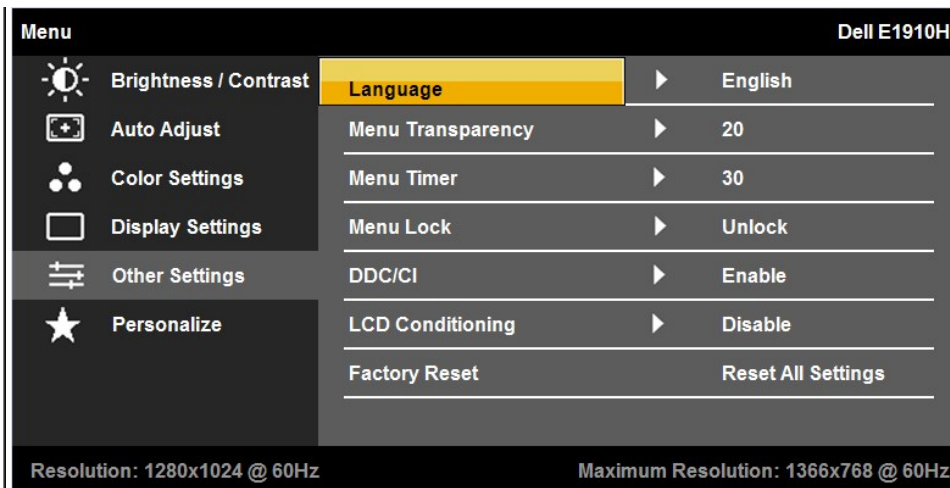 Menu Dell E1910H
Brightness / Contrast Language English
Auto Adjust Menu Transparency 20
Color Settings Menu Timer 30
Display Settings Menu Lock Unlock
Other Settings DDC/CI Enable
Personalize LCD Conditioning Disable
Factory Reset Reset All Settings
Resolution: 1280x1024 @ 60Hz Maximum Resolution: 1366x768 @ 60Hz